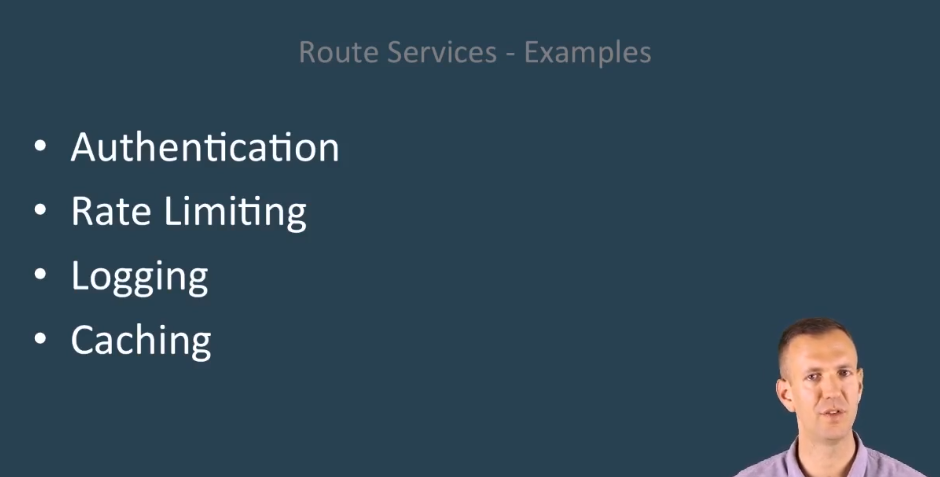 Route Services - Examples
• Authentication
• Rate Limiting
• Logging
• Caching